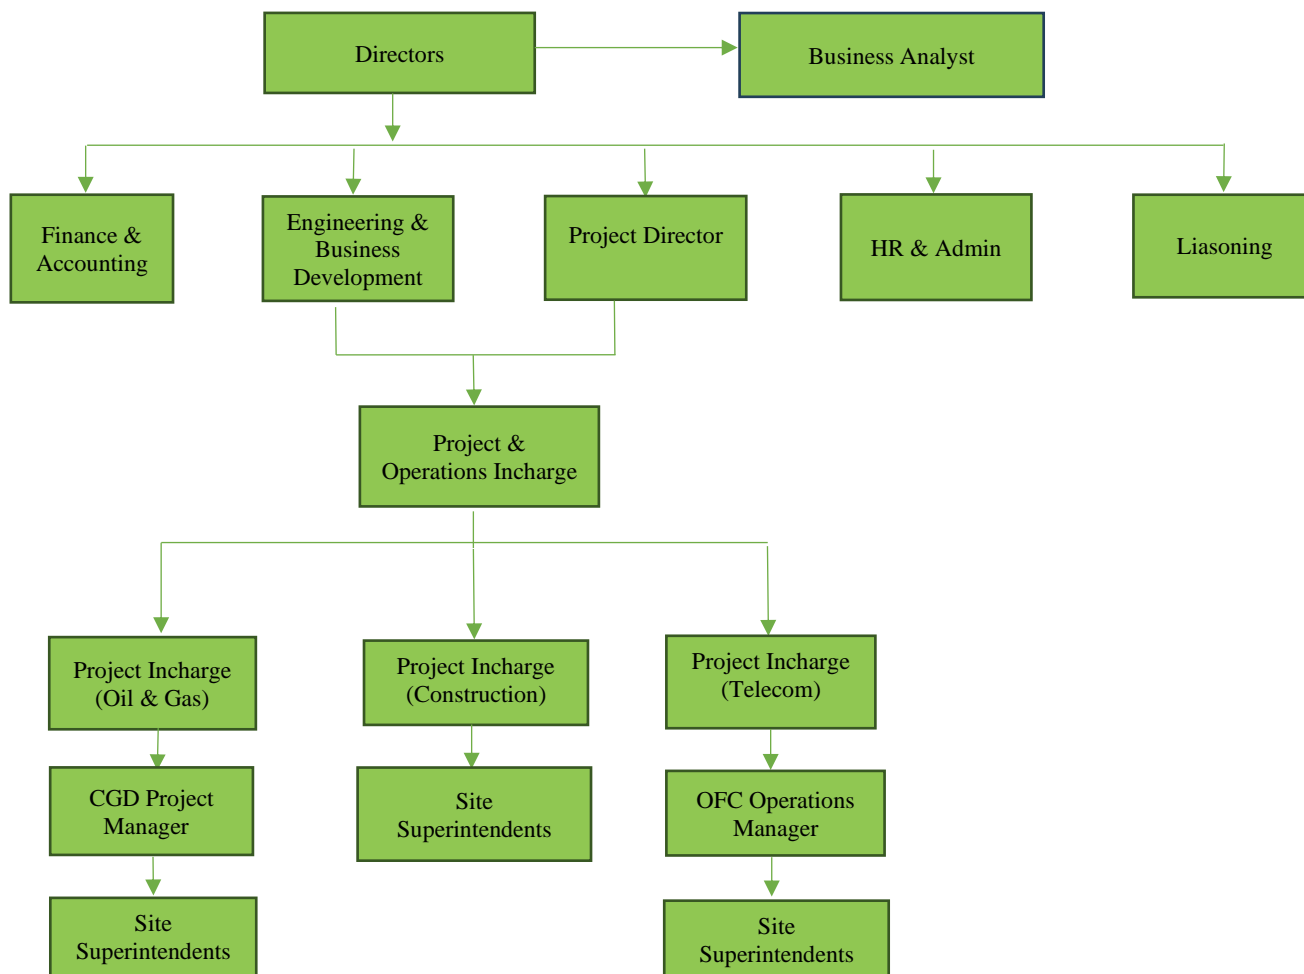 Directors
Business Analyst
Finance &
Accounting
Engineering &
Business
Development
Project Director
HR & Admin
Liasoning
Project &
Operations Incharge
Project Incharge
(Oil & Gas)
Project Incharge
(Construction)
Project Incharge
(Telecom)
CGD Project
Manager
Site
Superintendents
OFC Operations
Manager
Site
Superintendents
Site
Superintendents